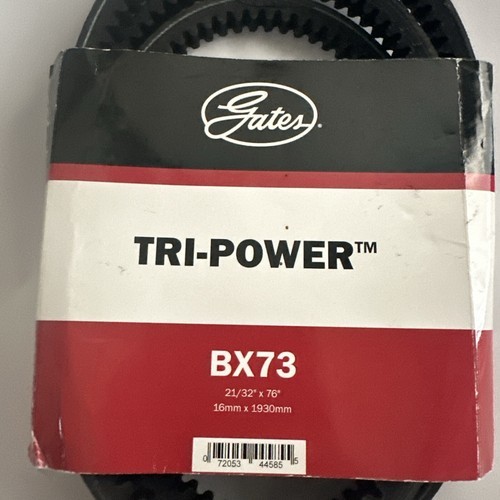 Gates®
TRI-POWER™
BX73
21/32" x 76"
16mm x 1930mm
0 72053 44585 5